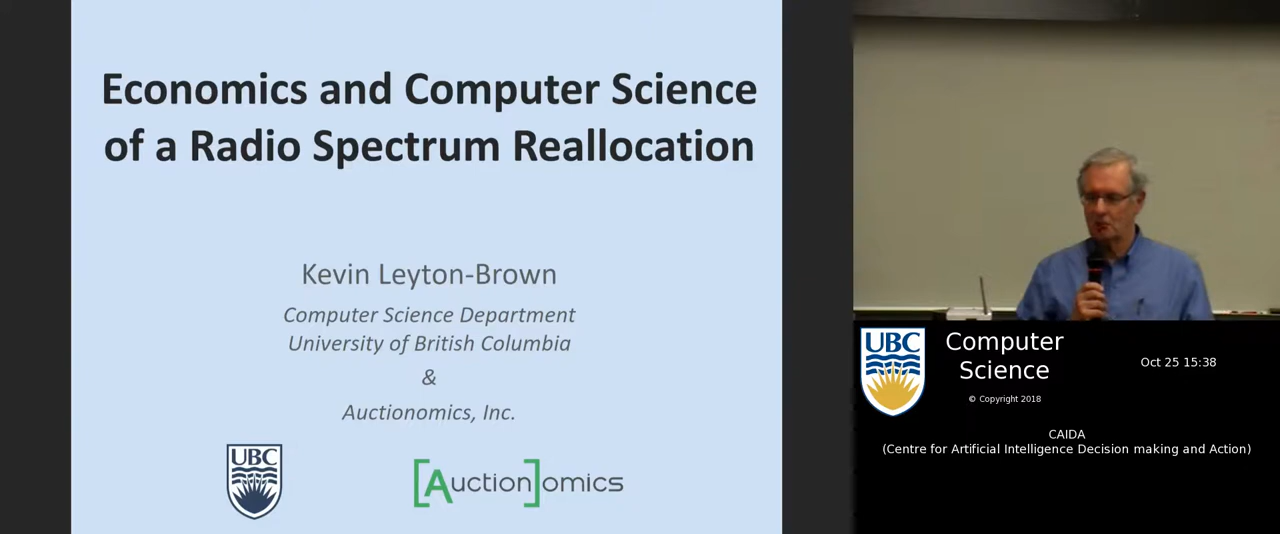 Economics and Computer Science
of a Radio Spectrum Reallocation
Kevin Leyton-Brown
Computer Science Department
University of British Columbia
&
Auctionomics, Inc.
UBC
[Auction]omics
UBC
Computer
Science
© Copyright 2018
Oct 25 15:38
CAIDA
(Centre for Artificial Intelligence Decision making and Action)